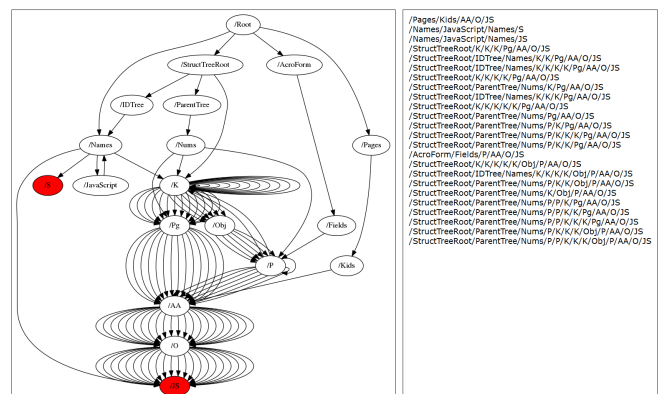 /Root
/StructTreeRoot
/AcroForm
/IDTree
/ParentTree
/Names
/Nums
/Pages
/S
/JavaScript
/K
/Pg
/Obj
/Fields
/P
/Kids
/AA
/O
/JS
/Pages/Kids/AA/O/JS
/Names/JavaScript/Names/S
/Names/JavaScript/Names/JS
/StructTreeRoot/K/K/K/Pg/AA/O/JS
/StructTreeRoot/IDTree/Names/K/K/Pg/AA/O/JS
/StructTreeRoot/IDTree/Names/K/K/K/Pg/AA/O/JS
/StructTreeRoot/K/K/K/K/Pg/AA/O/JS
/StructTreeRoot/ParentTree/Nums/K/Pg/AA/O/JS
/StructTreeRoot/IDTree/Names/K/K/K/Pg/AA/O/JS
/StructTreeRoot/K/K/K/K/K/Pg/AA/O/JS
/StructTreeRoot/ParentTree/Nums/Pg/AA/O/JS
/StructTreeRoot/ParentTree/Nums/P/K/Pg/AA/O/JS
/StructTreeRoot/ParentTree/Nums/P/K/K/K/Pg/AA/O/JS
/StructTreeRoot/ParentTree/Nums/P/K/K/Pg/AA/O/JS
/AcroForm/Fields/P/AA/O/JS
/StructTreeRoot/K/K/K/K/Obj/P/AA/O/JS
/StructTreeRoot/IDTree/Names/K/K/K/K/Obj/P/AA/O/JS
/StructTreeRoot/ParentTree/Nums/P/K/K/Obj/P/AA/O/JS
/StructTreeRoot/ParentTree/Nums/K/Obj/P/AA/O/JS
/StructTreeRoot/ParentTree/Nums/P/P/K/Pg/AA/O/JS
/StructTreeRoot/ParentTree/Nums/P/P/K/K/Pg/AA/O/JS
/StructTreeRoot/ParentTree/Nums/P/P/K/K/K/Pg/AA/O/JS
/StructTreeRoot/ParentTree/Nums/P/P/K/K/Obj/P/AA/O/JS
/StructTreeRoot/ParentTree/Nums/P/P/K/K/K/Obj/P/AA/O/JS